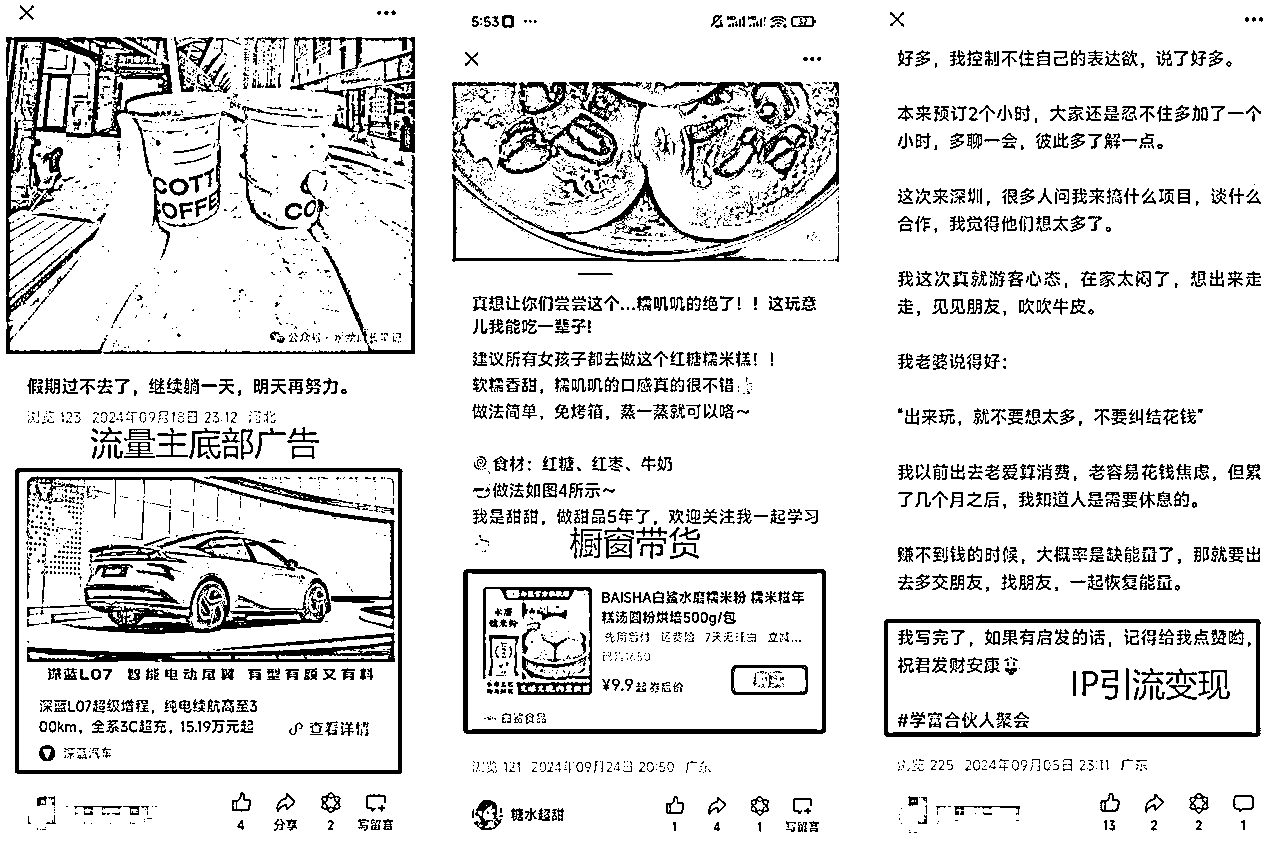 COTTI
COFFEE
CO
假期过不去了，继续躺一天，明天再努力。
浏览 123 2024年09月18日 23:12 河北
流量主底部广告
深蓝L07 智能电动尾翼 有型有颜又有料
深蓝L07超级增程，纯电续航高至3
00km，全系3C超充，15.19万元起
查看详情
深蓝汽车
4 分享 2 写留言
5:53
真想让你们尝尝这个...糯叽叽的绝了！！这玩意
儿我能吃一辈子!
建议所有女孩子都去做这个红糖糯米糕！！
软糯香甜，糯叽叽的口感真的很不错
做法简单，免烤箱，蒸一蒸就可以咯~
食材：红糖、红枣、牛奶
做法如图4所示~
我是甜甜，做甜品5年了，欢迎关注我一起学习
橱窗带货
水磨
糯米粉
BAISHA白鲨水磨糯米粉 糯米糍年
糕汤圆粉烘焙500g/包
先用后付 运费险 7天无理由
¥9.9起 券后价
白鲨食品
浏览 121 2024年09月24日 20:50 广东
糖水超甜
1 4 1 写留言
好多，我控制不住自己的表达欲，说了好多。
本来预订2个小时，大家还是忍不住多加了一个
小时，多聊一会，彼此多了解一点。
这次来深圳，很多人问我来搞什么项目，谈什么
合作，我觉得他们想太多了。
我这次真就游客心态，在家太闷了，想出来走
走，见见朋友，吹吹牛皮。
我老婆说得好：
“出来玩，就不要想太多，不要纠结花钱”
我以前出去老爱算消费，老容易花钱焦虑，但累
了几个月之后，我知道人是需要休息的。
赚不到钱的时候，大概率是缺能量了，那就要出
去多交朋友，找朋友，一起恢复能量。
我写完了，如果有启发的话，记得给我点赞哟，
祝君发财安康
IP引流变现
#学富合伙人聚会
浏览 225 2024年09月05日 23:11 广东
13 2 2 1